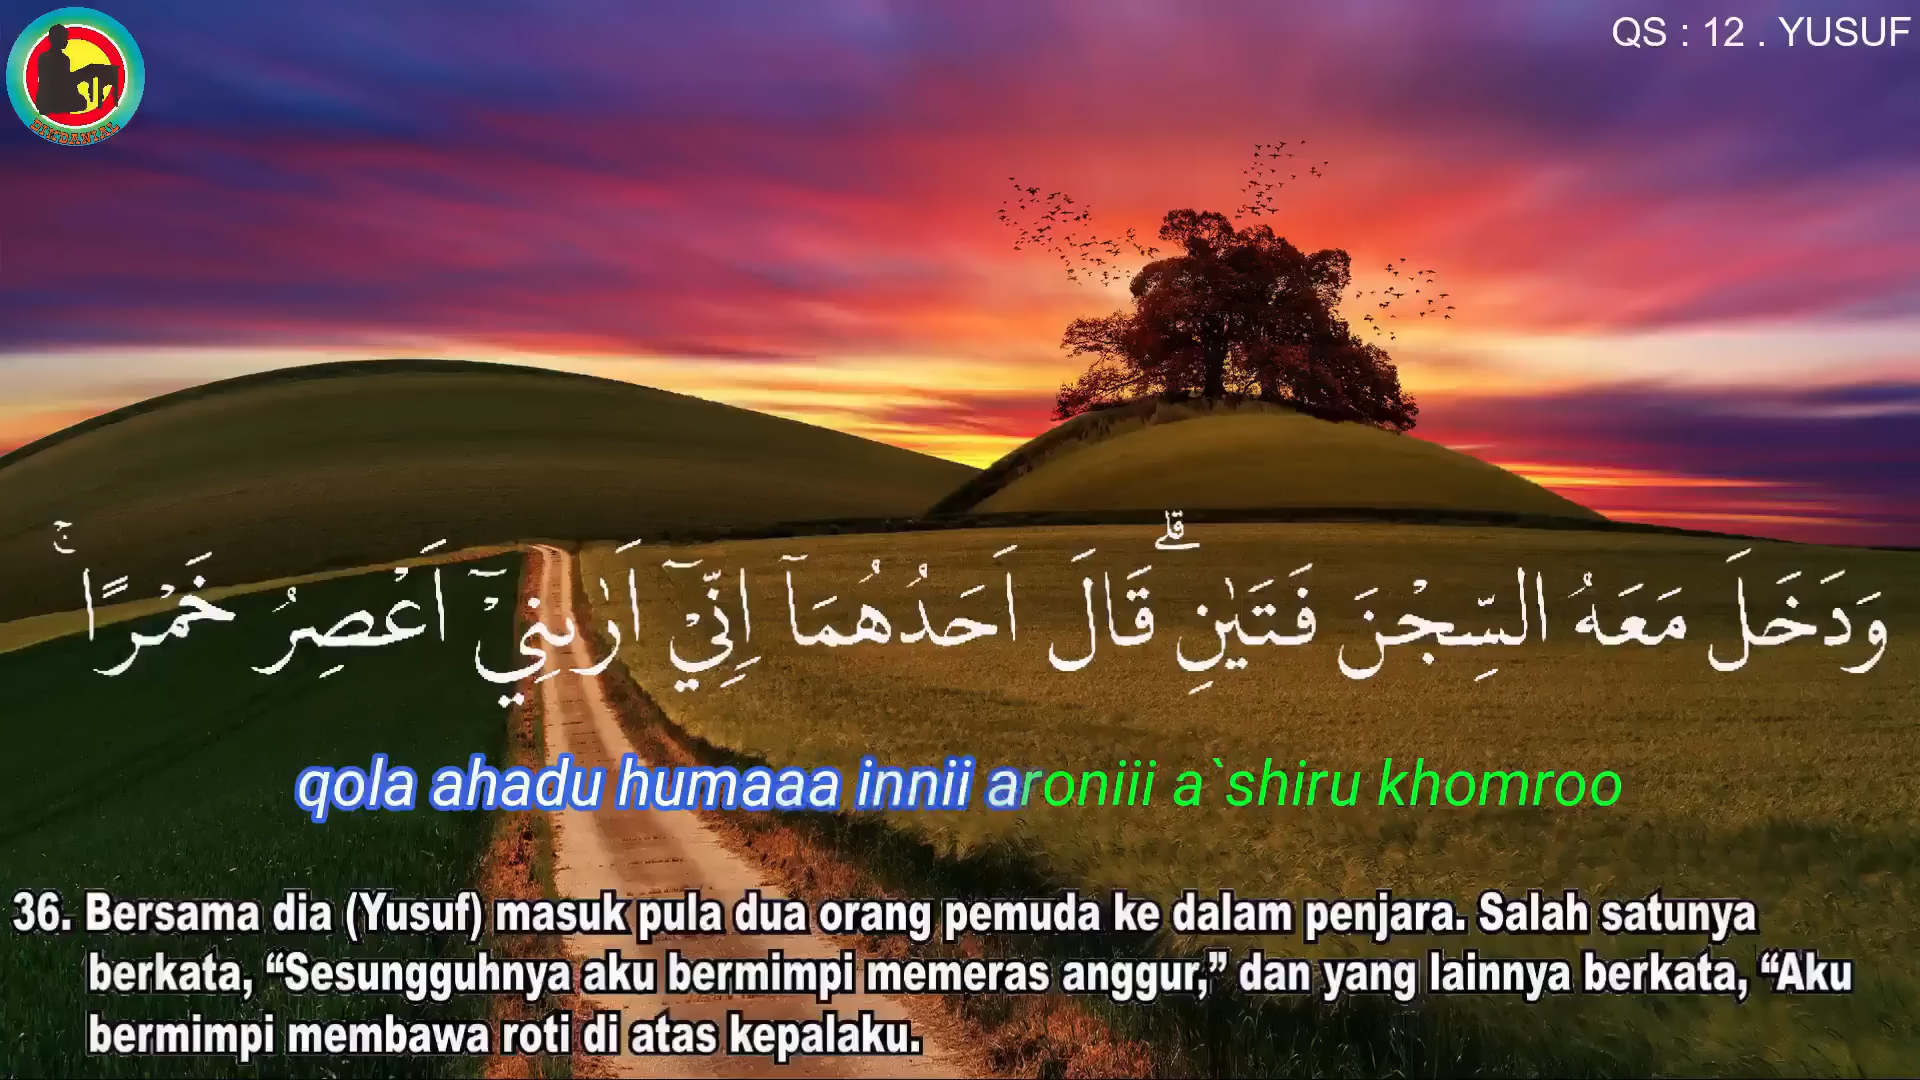 QS : 12 . YUSUF
DIKDANIAL
وَدَخَلَ مَعَهُ السِّجْنَ فَتَيٰنِۗ قَالَ اَحَدُهُمَآ اِنِّيْٓ اَرٰىنِيْٓ اَعْصِرُ خَمْرًاۚ
qola ahadu humaaa innii aroniii a`shiru khomroo
36. Bersama dia (Yusuf) masuk pula dua orang pemuda ke dalam penjara. Salah satunya
berkata, “Sesungguhnya aku bermimpi memeras anggur,” dan yang lainnya berkata, “Aku
bermimpi membawa roti di atas kepalaku.